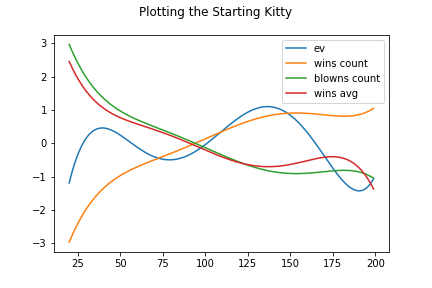 Plotting the Starting Kitty
ev
wins count
blowns count
wins avg
3
2
1
0
−1
−2
−3
25 50 75 100 125 150 175 200